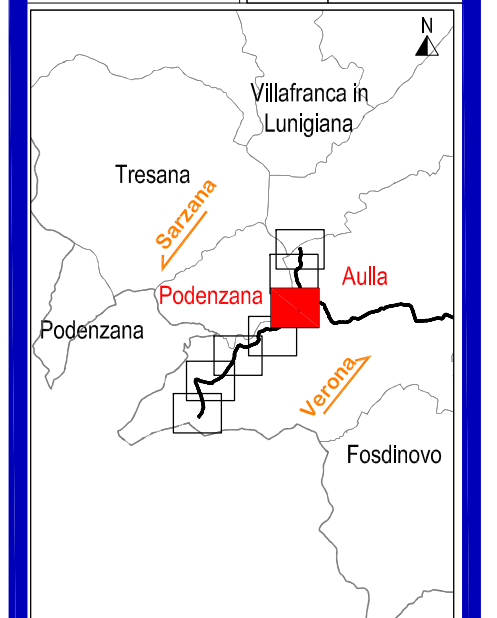 N
Villafranca in
Lunigiana
Tresana
Sarzana
Aulla
Podenzana
Podenzana
Verona
Fosdinovo